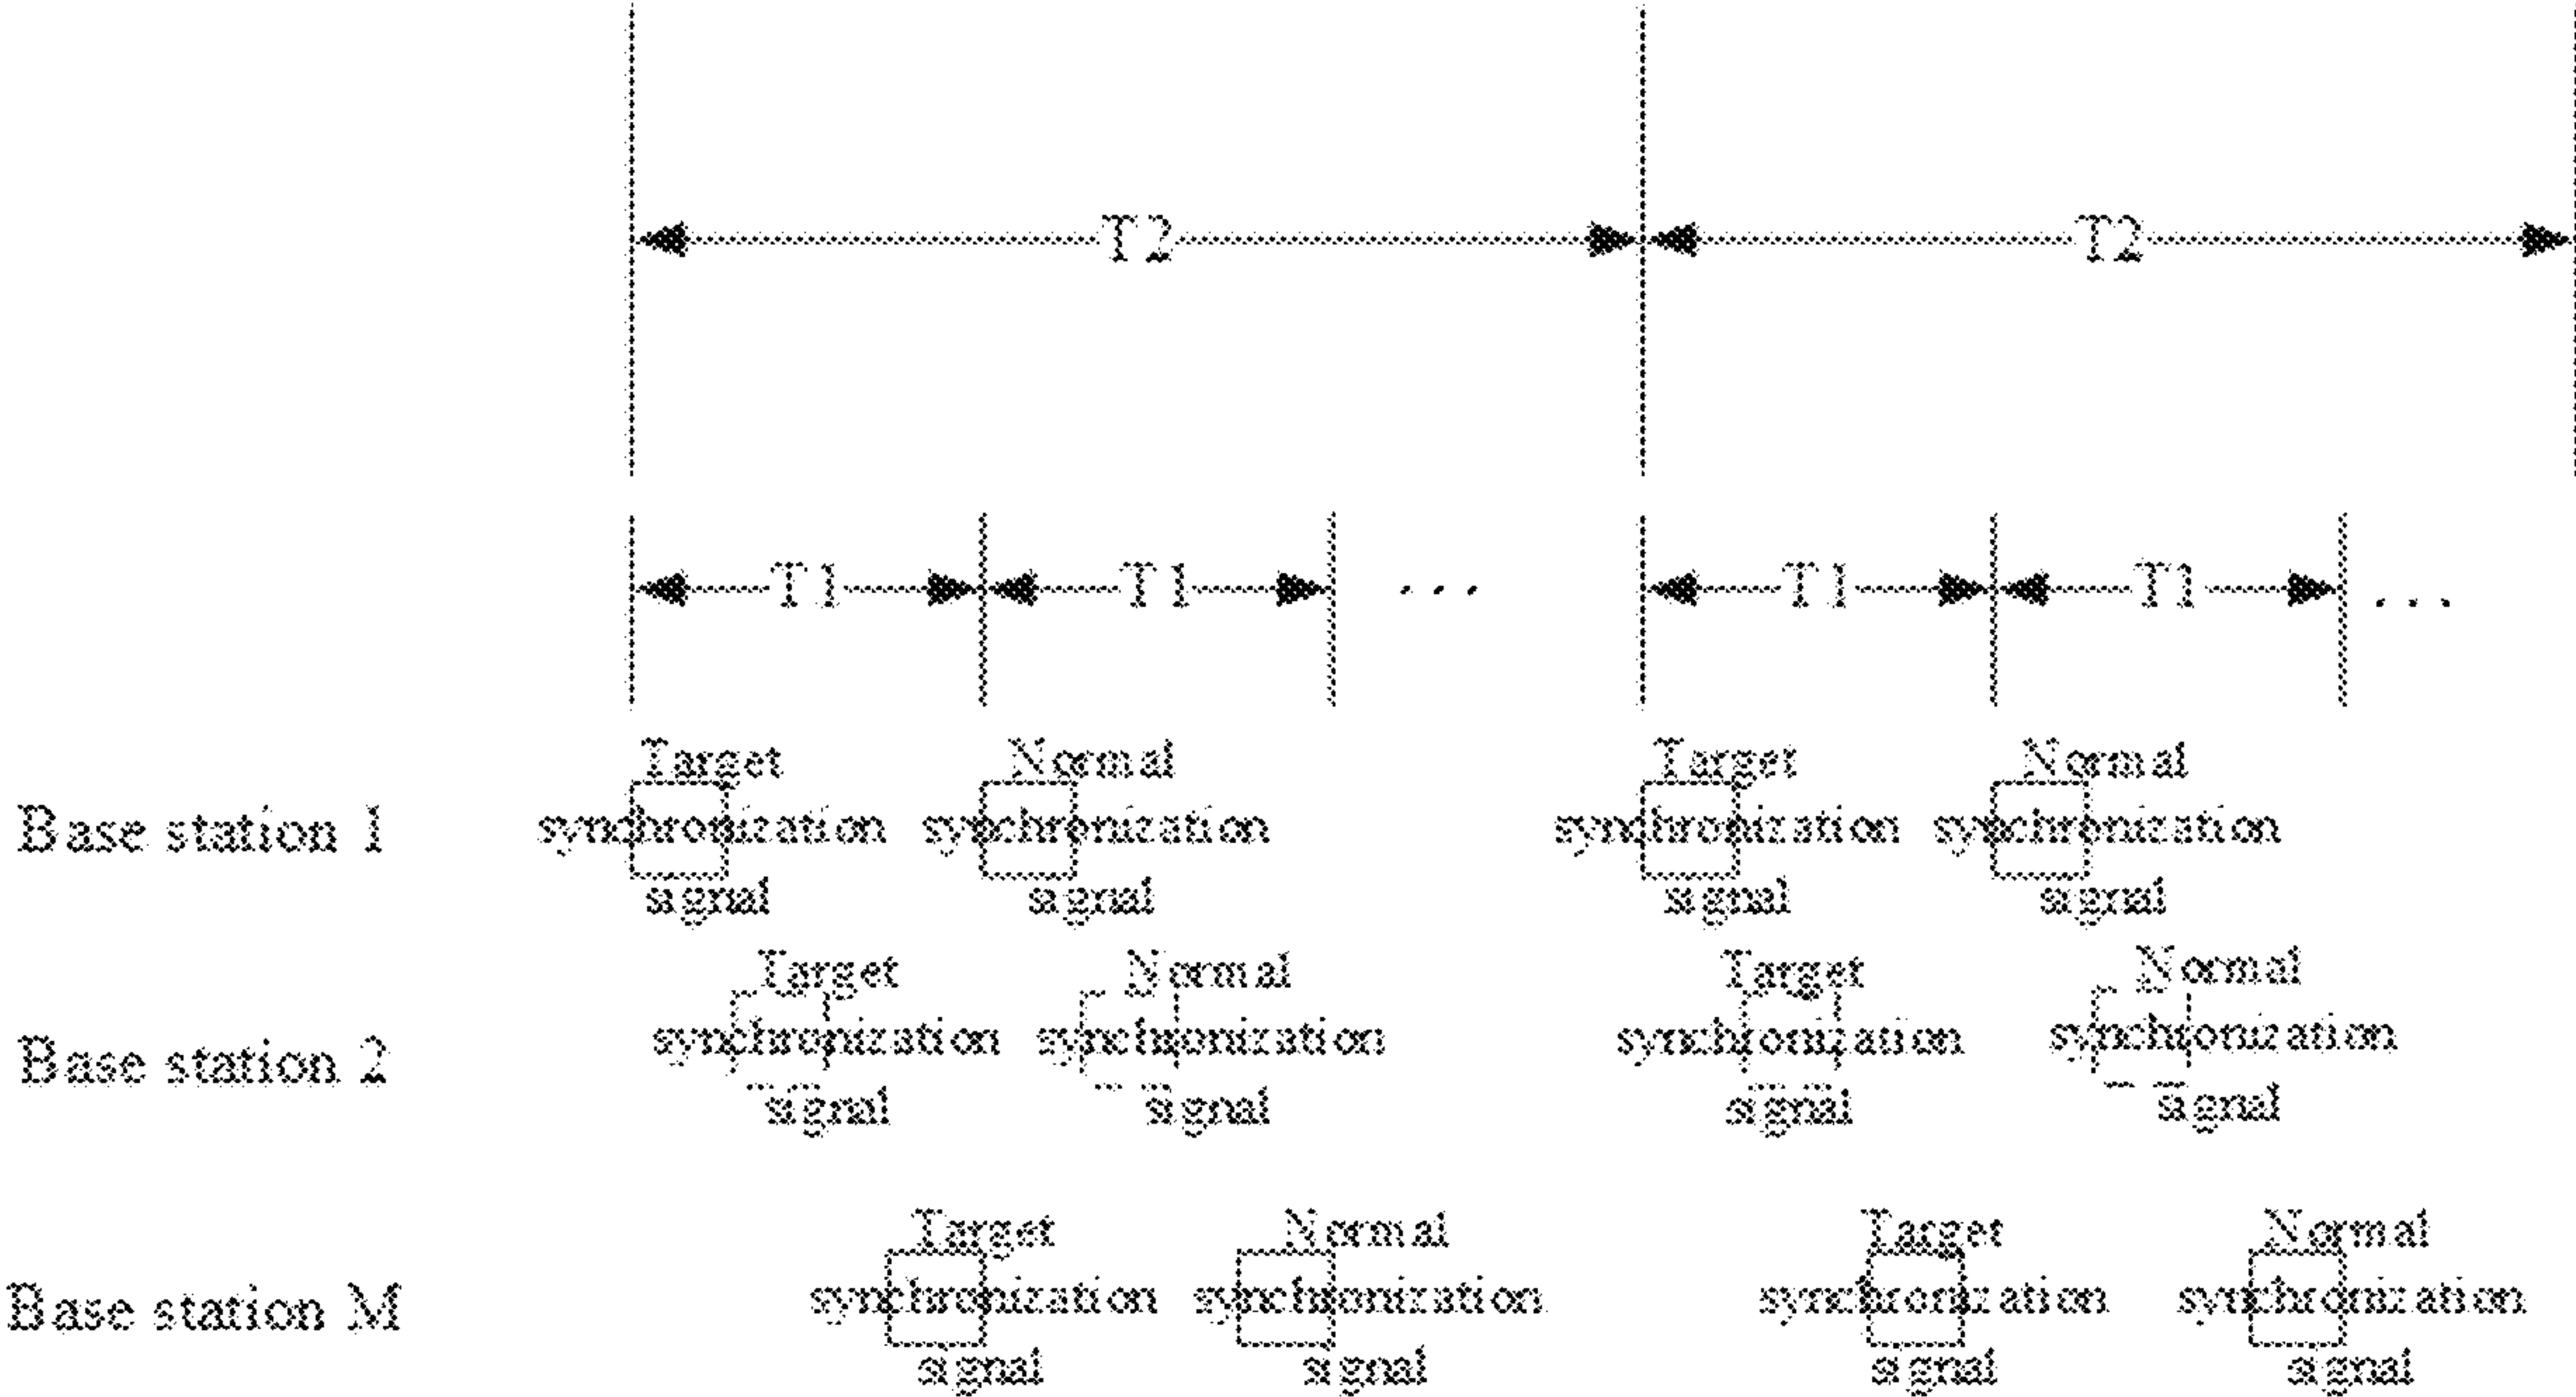 T2 T2
T1 T1 ... T1 T1 ...
Target Normal Target Normal
Base station 1 synchronization synchronization synchronization synchronization
signal signal signal signal
Target Normal Target Normal
Base station 2 synchronization synchronization synchronization synchronization
signal signal signal signal
Target Normal Target Normal
Base station M synchronization synchronization synchronization synchronization
signal signal signal signal